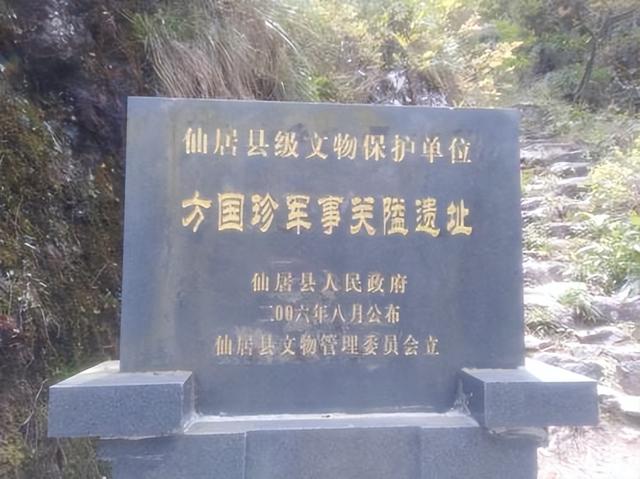 仙居县级文物保护单位
方国珍军事关隘遗址
仙居县人民政府
二00六年八月公布
仙居县文物管理委员会立